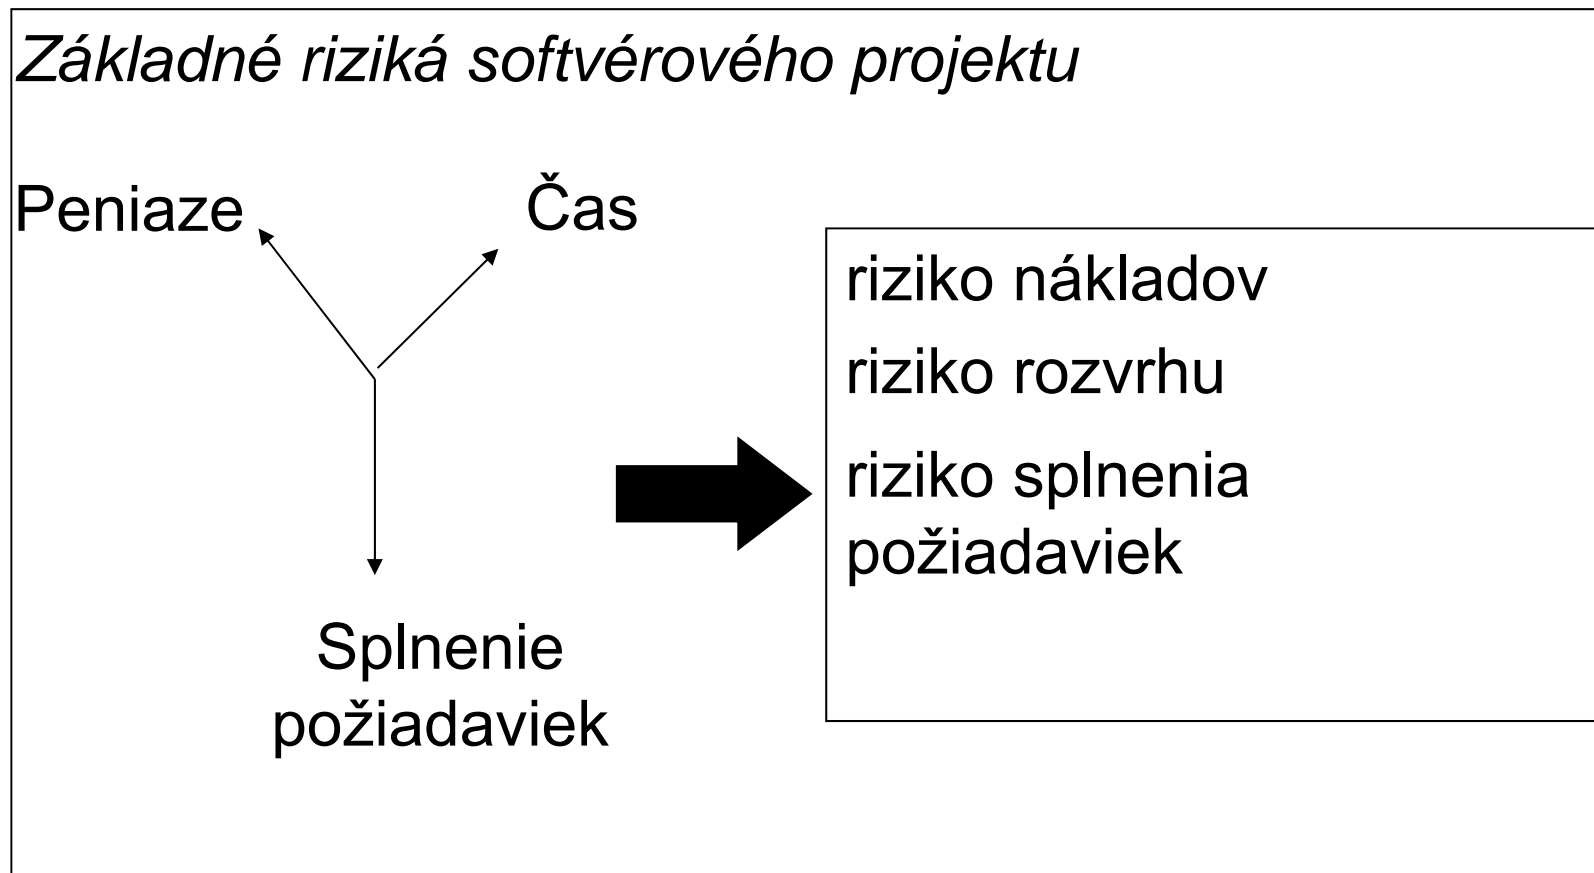 Základné riziká softvérového projektu
Peniaze
Čas
Splnenie
požiadaviek
riziko nákladov
riziko rozvrhu
riziko splnenia
požiadaviek